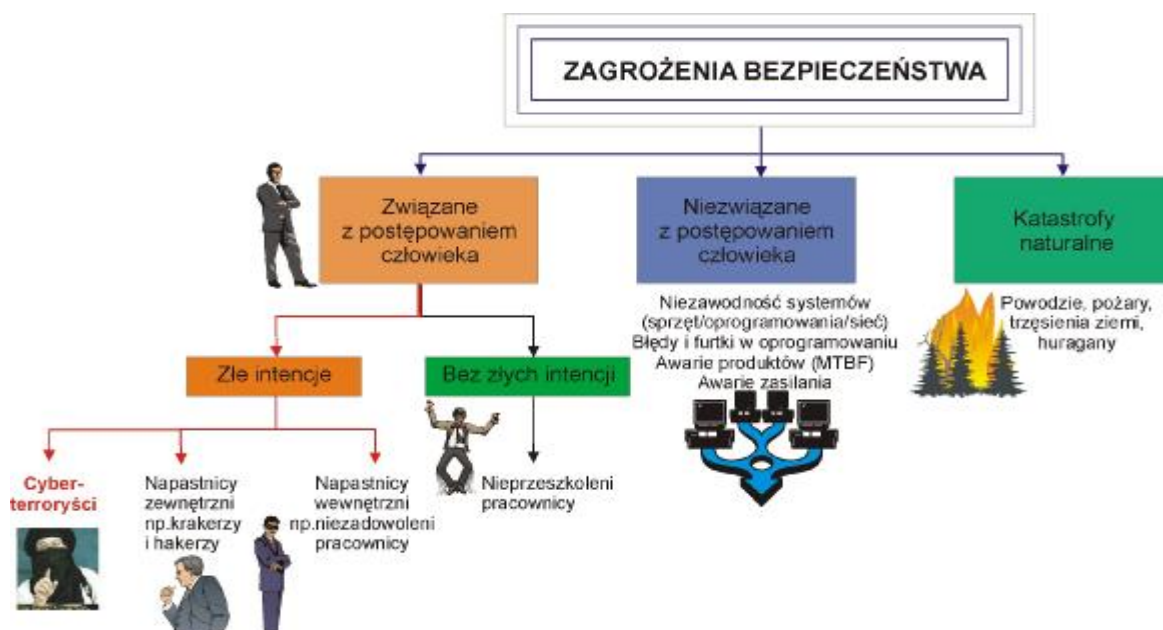 ZAGROŻENIA BEZPIECZEŃSTWA
Związane
z postępowaniem
człowieka
Niezwiązane
z postępowaniem
człowieka
Katastrofy
naturalne
Niezawodność systemów
(sprzęt/oprogramowania/sieć)
Błędy i furtki w oprogramowaniu
Awarie produktów (MTBF)
Awarie zasilania
Powodzie, pożary,
trzęsienia ziemi,
huragany
Złe intencje
Bez złych intencji
Cyber-
terroryści
Napastnicy
zewnętrzni
np.krakerzy
i hakerzy
Napastnicy
wewnętrzni
np.niezadowoleni
pracownicy
Nieprzeszkoleni
pracownicy